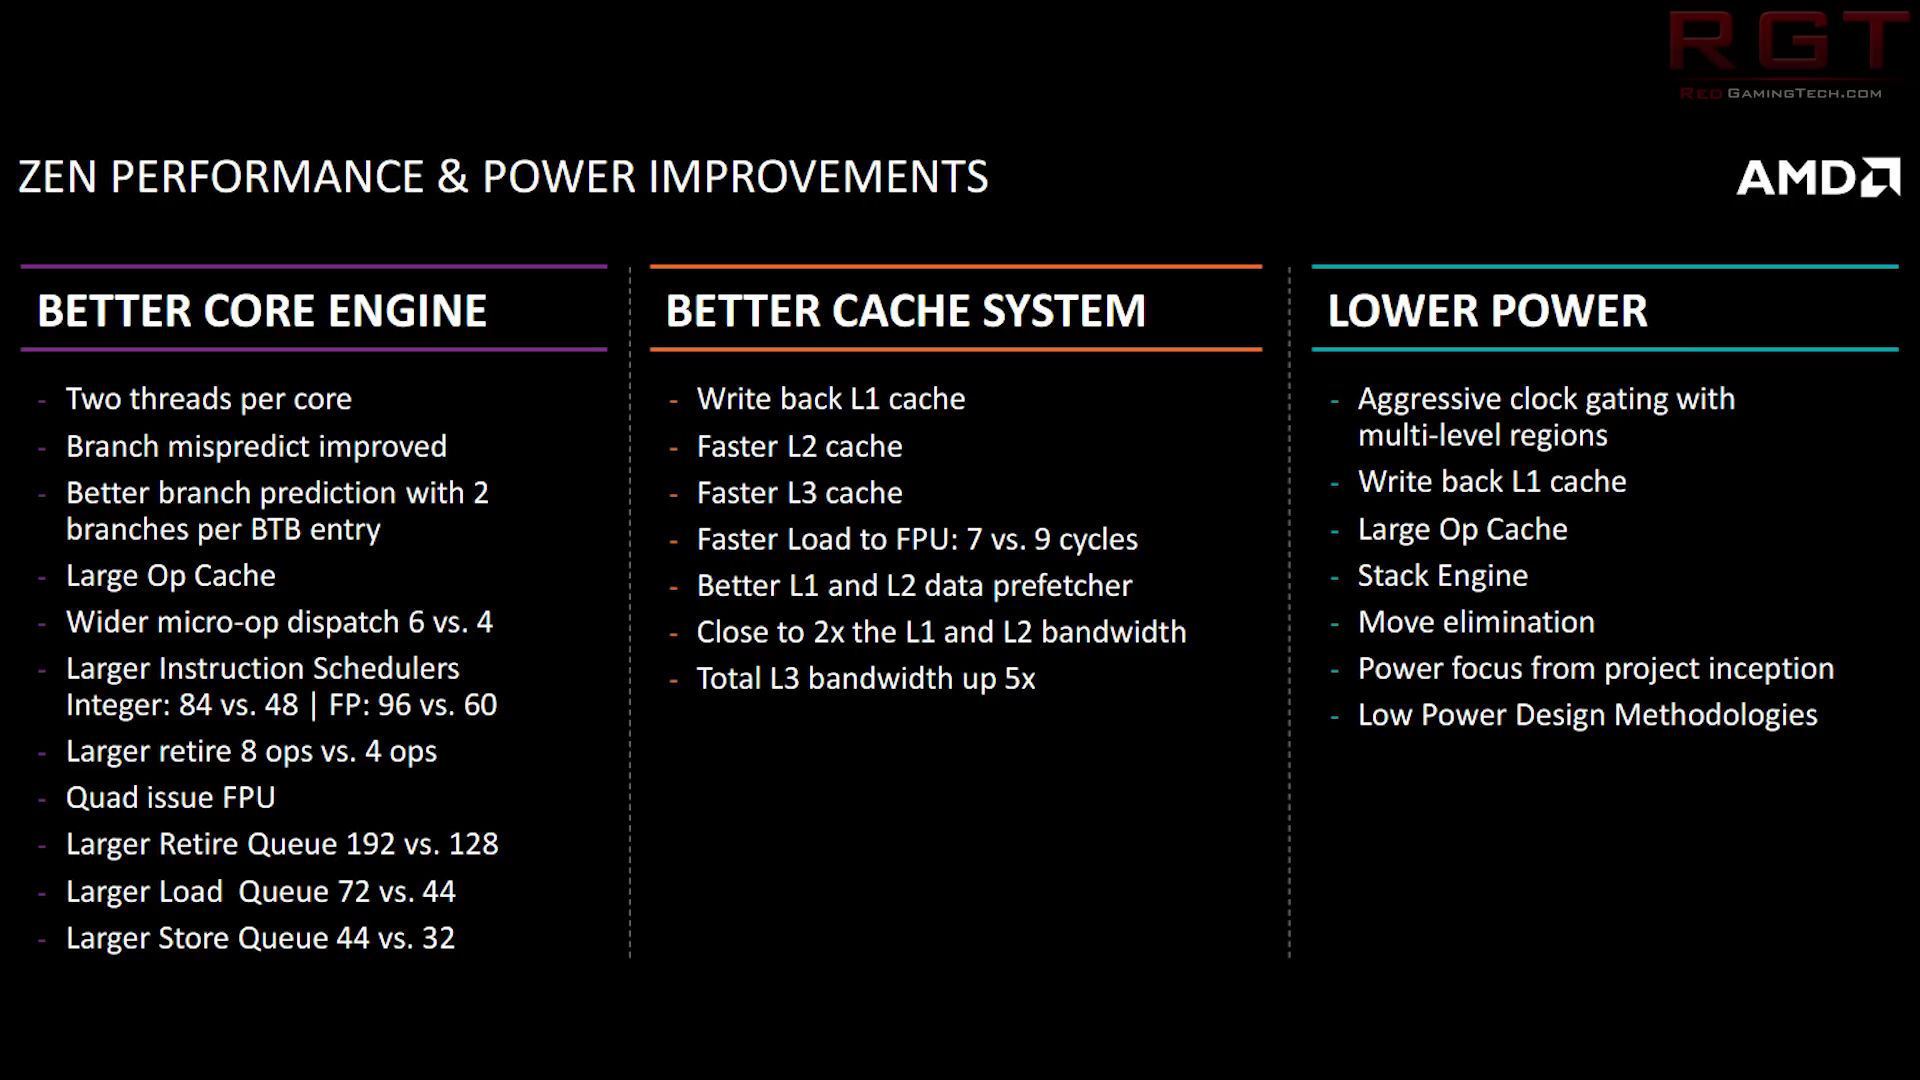 RGT
RedGamingTech.com
ZEN PERFORMANCE & POWER IMPROVEMENTS
AMD
BETTER CORE ENGINE
- Two threads per core
- Branch mispredict improved
- Better branch prediction with 2
branches per BTB entry
- Large Op Cache
- Wider micro-op dispatch 6 vs. 4
- Larger Instruction Schedulers
Integer: 84 vs. 48 | FP: 96 vs. 60
- Larger retire 8 ops vs. 4 ops
- Quad issue FPU
- Larger Retire Queue 192 vs. 128
- Larger Load  Queue 72 vs. 44
- Larger Store Queue 44 vs. 32
BETTER CACHE SYSTEM
- Write back L1 cache
- Faster L2 cache
- Faster L3 cache
- Faster Load to FPU: 7 vs. 9 cycles
- Better L1 and L2 data prefetcher
- Close to 2x the L1 and L2 bandwidth
- Total L3 bandwidth up 5x
LOWER POWER
- Aggressive clock gating with
multi-level regions
- Write back L1 cache
- Large Op Cache
- Stack Engine
- Move elimination
- Power focus from project inception
- Low Power Design Methodologies